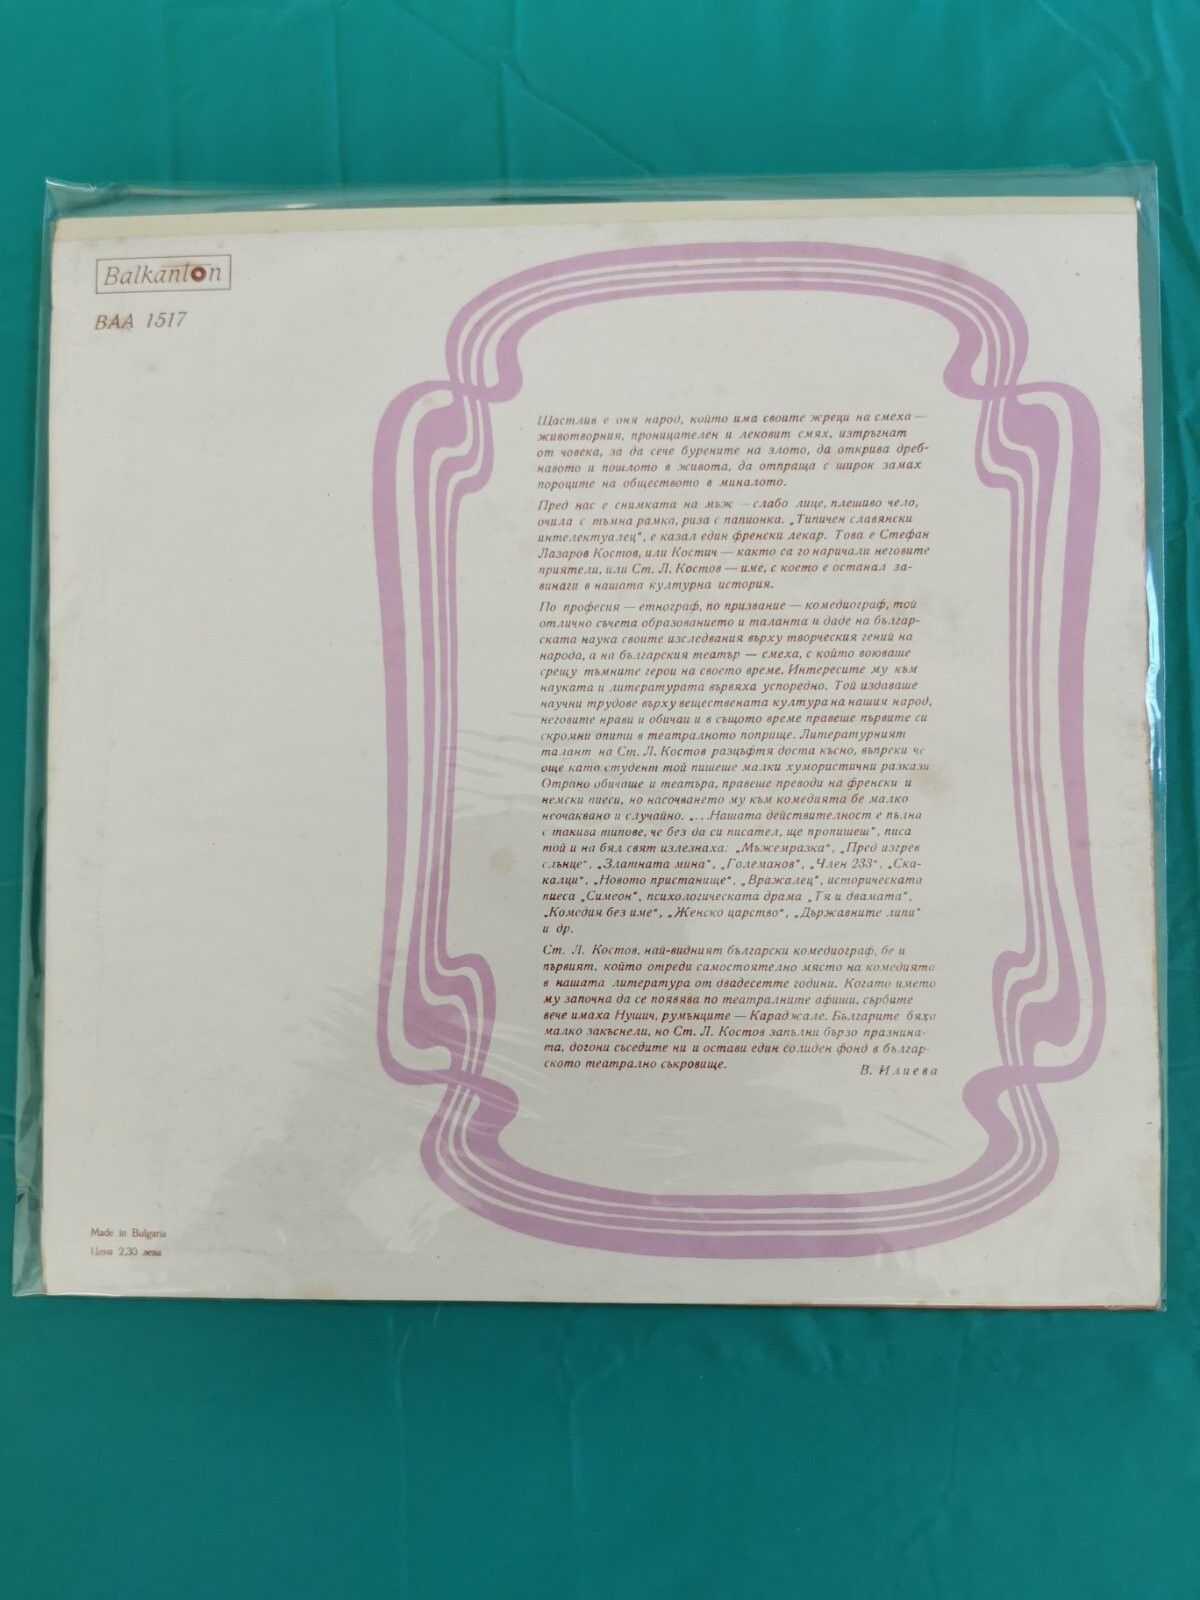 Balkanton
ВАА 1517
Щастлив е оня народ, който има своите жреци на смеха —
животворния, проницателен и лековит смях, изтръгнат
от човека, за да сече бурените на злото, да открива дреб-
навото и пошлото в живота, да отпраща с широк замах
пороците на обществото в миналото.
Пред нас е снимката на мъж — слабо лице, плешиво чело,
очила с тъмна рамка, риза с папионка. „Типичен славянски
интелектуалец“, е казал един френски лекар. Това е Стефан
Лазаров Костов, или Костич — както са го наричали неговите
приятели, или Ст. Л. Костов — име, с което е останал за-
винаги в нашата културна история.
По професия — етнограф, по призвание — комедиограф, той
отлично съчета образованието и таланта и даде на българ-
ската наука своите изследвания върху творческия гений на
народа, а на българския театър — смеха, с който воюваше
срещу тъмните герои на своето време. Интересите му към
науката и литературата вървяха успоредно. Той издаваше
научни трудове върху веществената култура на нашия народ,
неговите нрави и обичаи и в същото време правеше първите си
скромни опити в театралното поприще. Литературният
талант на Ст. Л. Костов разцъфтя доста късно, въпреки че
още като студент той пишеше малки хумористични разкази
Отрано обичаше и театъра, правеше преводи на френски и
немски пиеси, но насочването му към комедията бе малко
неочаквано и случайно. „...Нашата действителност е пълна
с такива типове, че без да си писател, ще пропишеш“, писа
той и на бял свят излезнаха: „Мъжемразка“, „Пред изгрев
слънце“, „Златната мина“, „Големанов“, „Член 233“, „Ска-
калци“, „Новото пристанище“, „Вражалец“, историческата
пиеса „Симеон“, психологическата драма „Тя и двамата“,
„Комедия без име“, „Женско царство“, „Държавните липи“
и др.
Ст. Л. Костов, най-видният български комедиограф, бе и
първият, който отреди самостоятелно място на комедията
в нашата литература от двадесетте години. Когато името
му започна да се появява по театралните афиши, сърбите
вече имаха Нушич, румънците — Караджале. Българите бяха
малко закъснели, но Ст. Л. Костов запълни бързо празнина-
та, догони съседите ни и остави един солиден фонд в българ-
ското театрално съкровище.
В. Илиева
Made in Bulgaria
Цена 2,30 лева